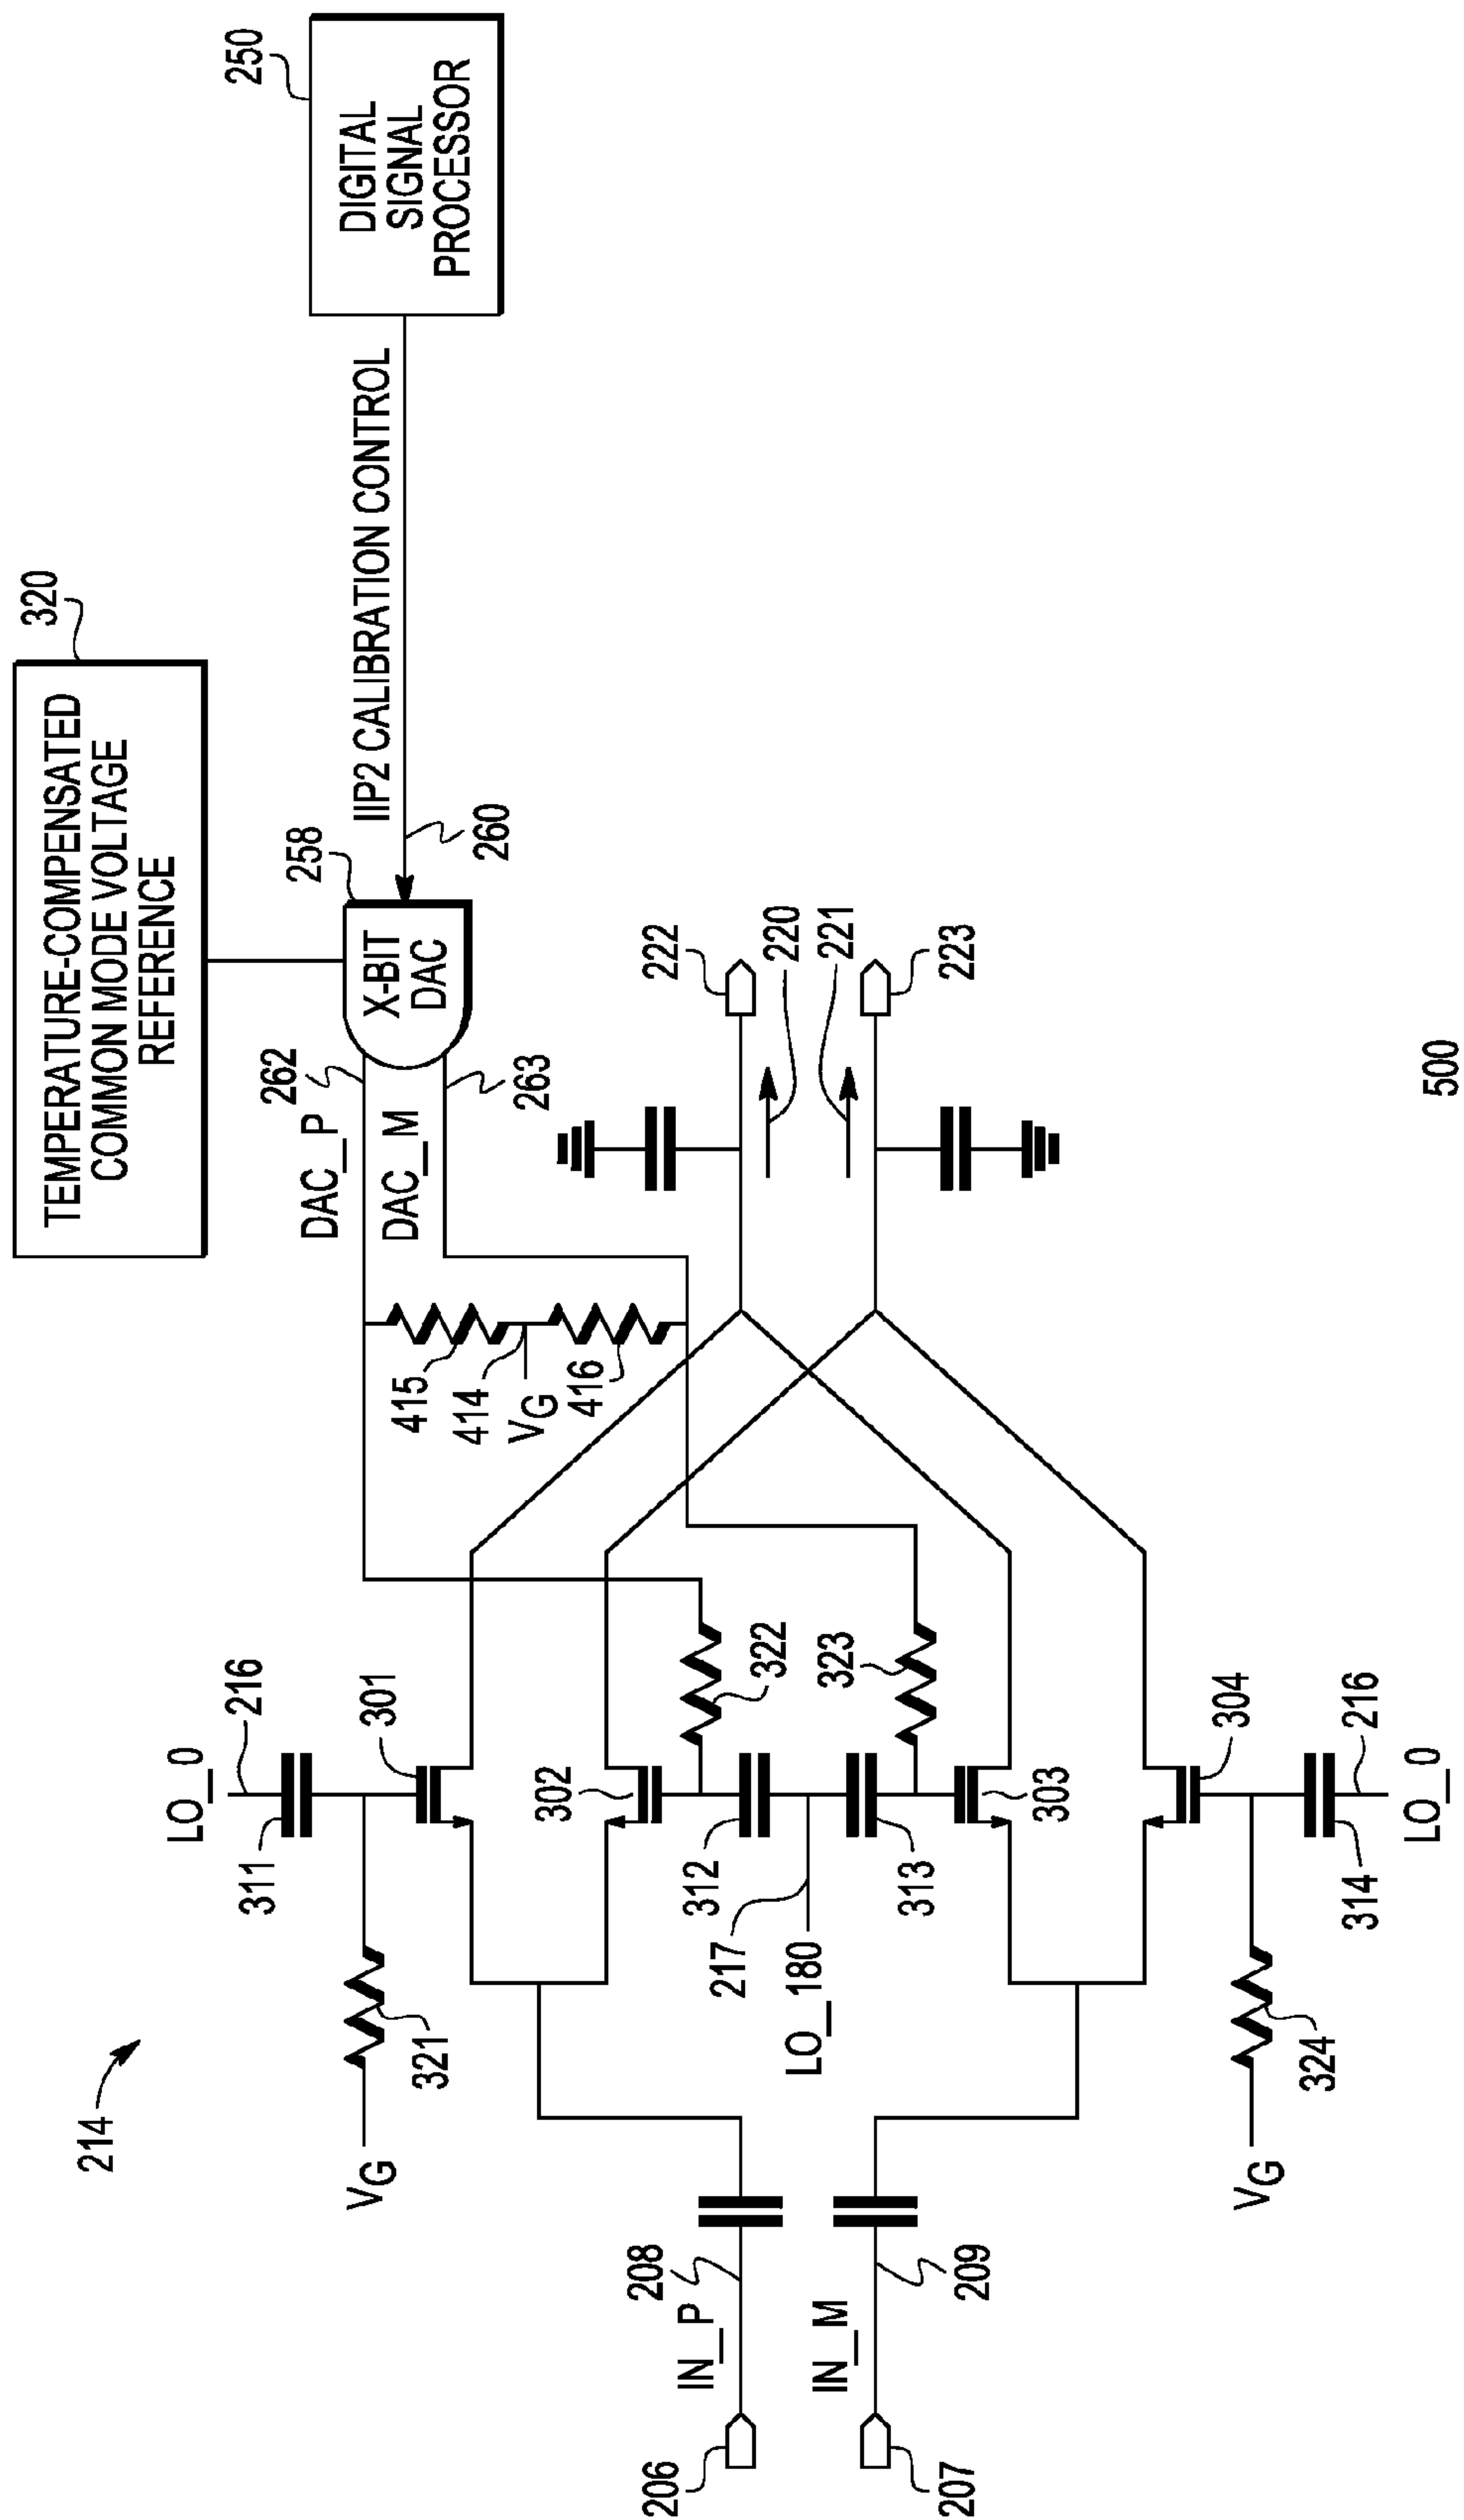 214
TEMPERATURE-COMPENSATED
COMMON MODE VOLTAGE
REFERENCE
320
250
DIGITAL
SIGNAL
PROCESSOR
IIP2 CALIBRATION CONTROL
260
258
X-BIT
DAC
262
DAC_P
DAC_M
263
LO_0
216
311
301
VG
321
415
414
VG
416
302
322
312
217
LO_180
323
313
303
206
IN_P
208
IN_M
209
207
222
220
221
223
304
VG
324
314
216
LO_0
500